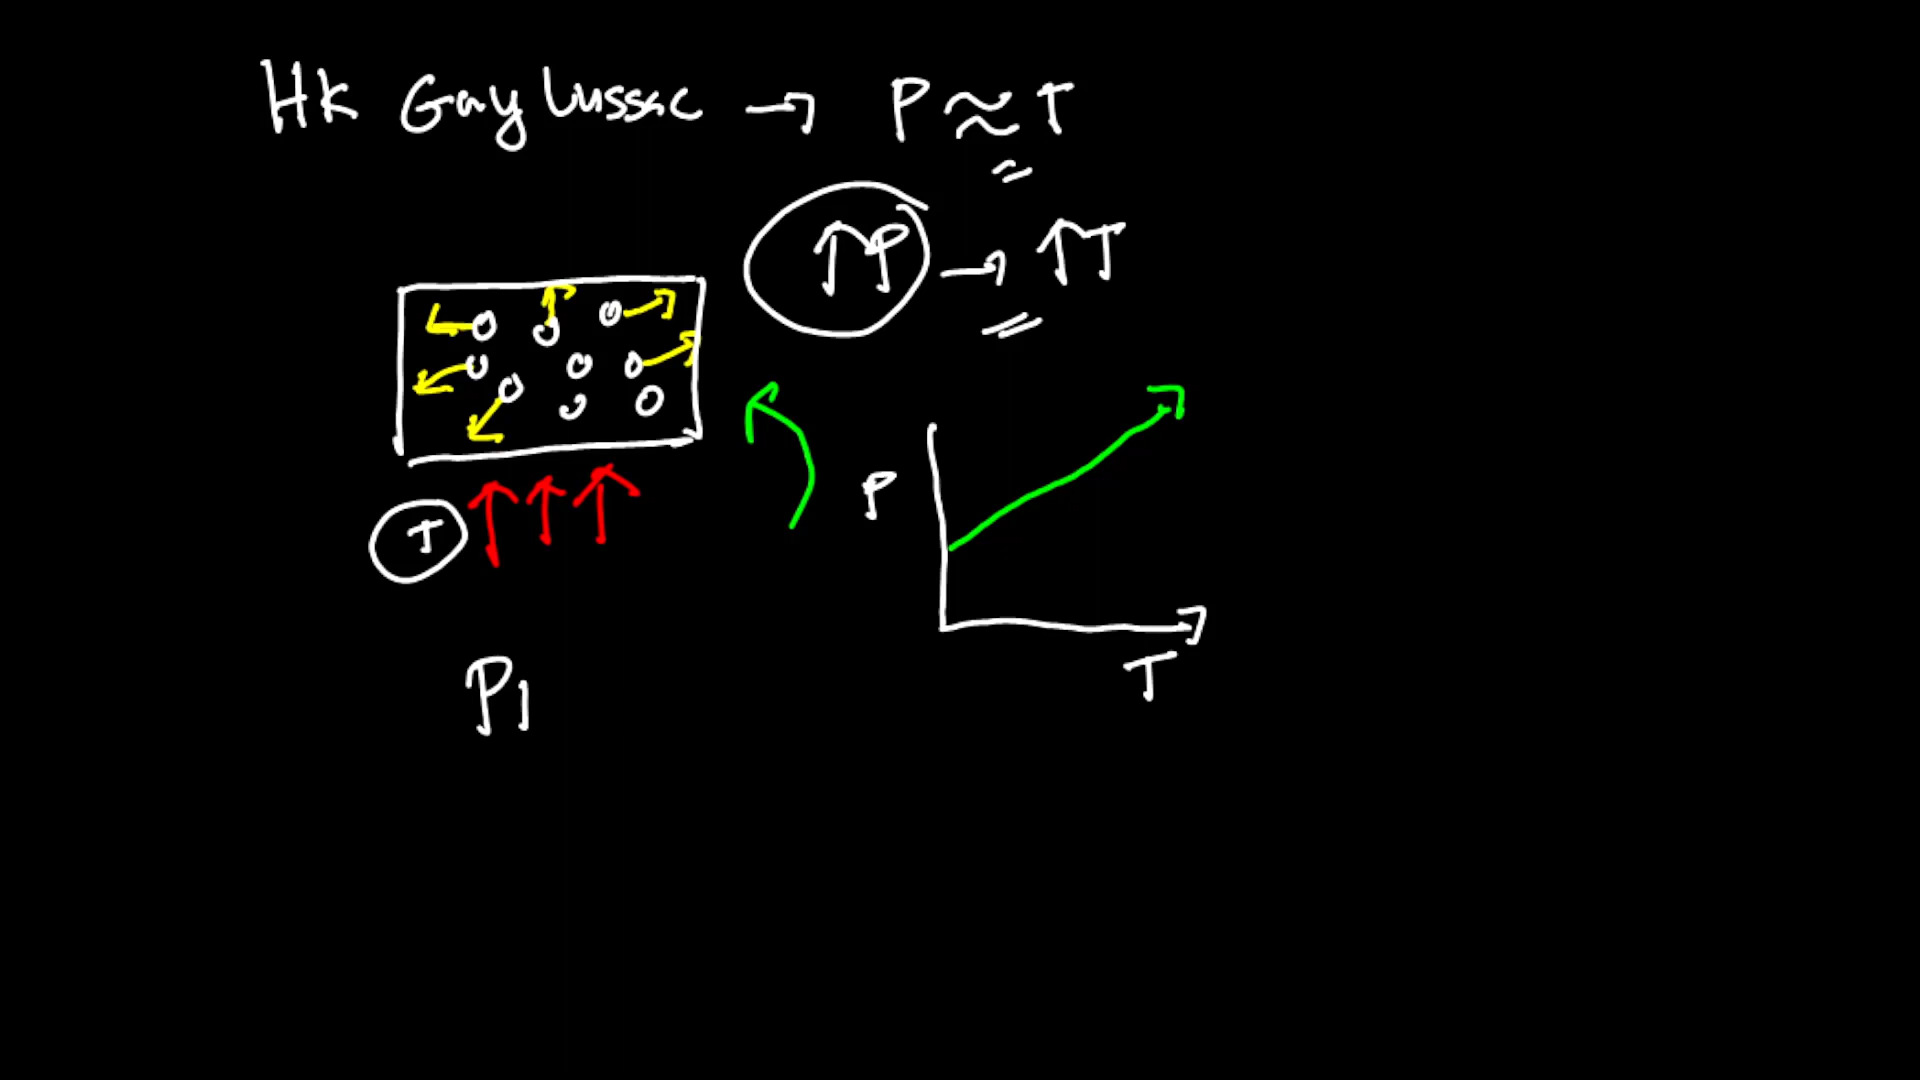 Hk Gay Lussac → P ≈ T
↑P → ↑T
P
T
T
P1